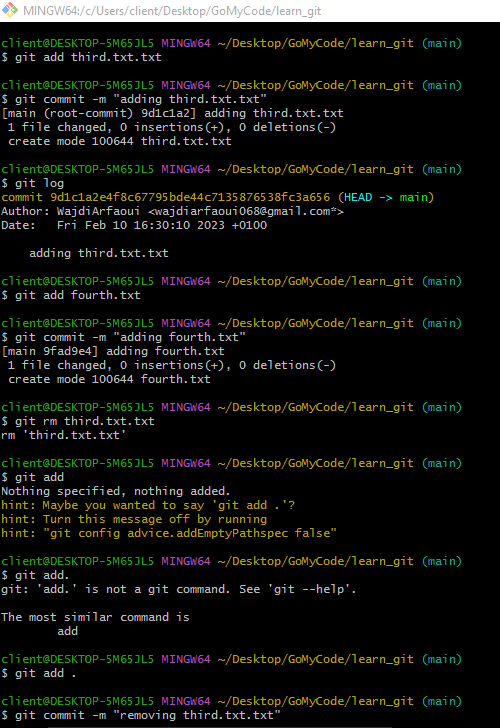 MINGW64:/c/Users/client/Desktop/GoMyCode/learn_git
client@DESKTOP-5M65JL5 MINGW64 ~/Desktop/GoMyCode/learn_git (main)
$ git add third.txt.txt
client@DESKTOP-5M65JL5 MINGW64 ~/Desktop/GoMyCode/learn_git (main)
$ git commit -m "adding third.txt.txt"
[main (root-commit) 9d1c1a2] adding third.txt.txt
 1 file changed, 0 insertions(+), 0 deletions(-)
 create mode 100644 third.txt.txt
client@DESKTOP-5M65JL5 MINGW64 ~/Desktop/GoMyCode/learn_git (main)
$ git log
commit 9d1c1a2e4f8c67795bde44c7135876538fc3a656 (HEAD -> main)
Author: WajdiArfaoui <wajdiarfaoui068@gmail.com*>
Date:   Fri Feb 10 16:30:10 2023 +0100
    adding third.txt.txt
client@DESKTOP-5M65JL5 MINGW64 ~/Desktop/GoMyCode/learn_git (main)
$ git add fourth.txt
client@DESKTOP-5M65JL5 MINGW64 ~/Desktop/GoMyCode/learn_git (main)
$ git commit -m "adding fourth.txt"
[main 9fad9e4] adding fourth.txt
 1 file changed, 0 insertions(+), 0 deletions(-)
 create mode 100644 fourth.txt
client@DESKTOP-5M65JL5 MINGW64 ~/Desktop/GoMyCode/learn_git (main)
$ git rm third.txt.txt
rm 'third.txt.txt'
client@DESKTOP-5M65JL5 MINGW64 ~/Desktop/GoMyCode/learn_git (main)
$ git add
Nothing specified, nothing added.
hint: Maybe you wanted to say 'git add .'?
hint: Turn this message off by running
hint: "git config advice.addEmptyPathspec false"
client@DESKTOP-5M65JL5 MINGW64 ~/Desktop/GoMyCode/learn_git (main)
$ git add.
git: 'add.' is not a git command. See 'git --help'.
The most similar command is
        add
client@DESKTOP-5M65JL5 MINGW64 ~/Desktop/GoMyCode/learn_git (main)
$ git add .
client@DESKTOP-5M65JL5 MINGW64 ~/Desktop/GoMyCode/learn_git (main)
$ git commit -m "removing third.txt.txt"